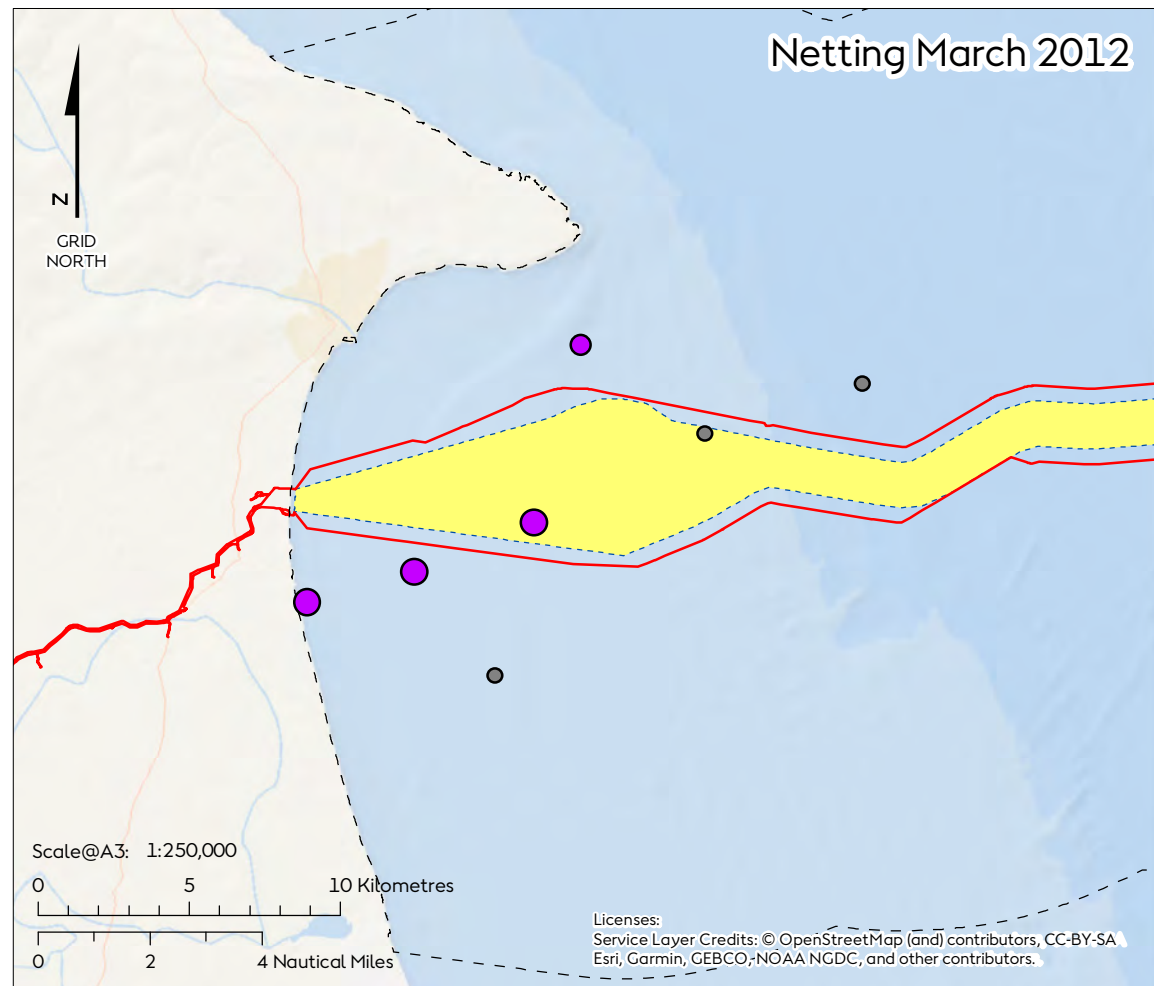 Netting March 2012
N
GRID
NORTH
Scale@A3: 1:250,000
0 5 10 Kilometres
0 2 4 Nautical Miles
Licenses:
Service Layer Credits: © OpenStreetMap (and) contributors, CC-BY-SA
Esri, Garmin, GEBCO, NOAA NGDC, and other contributors.